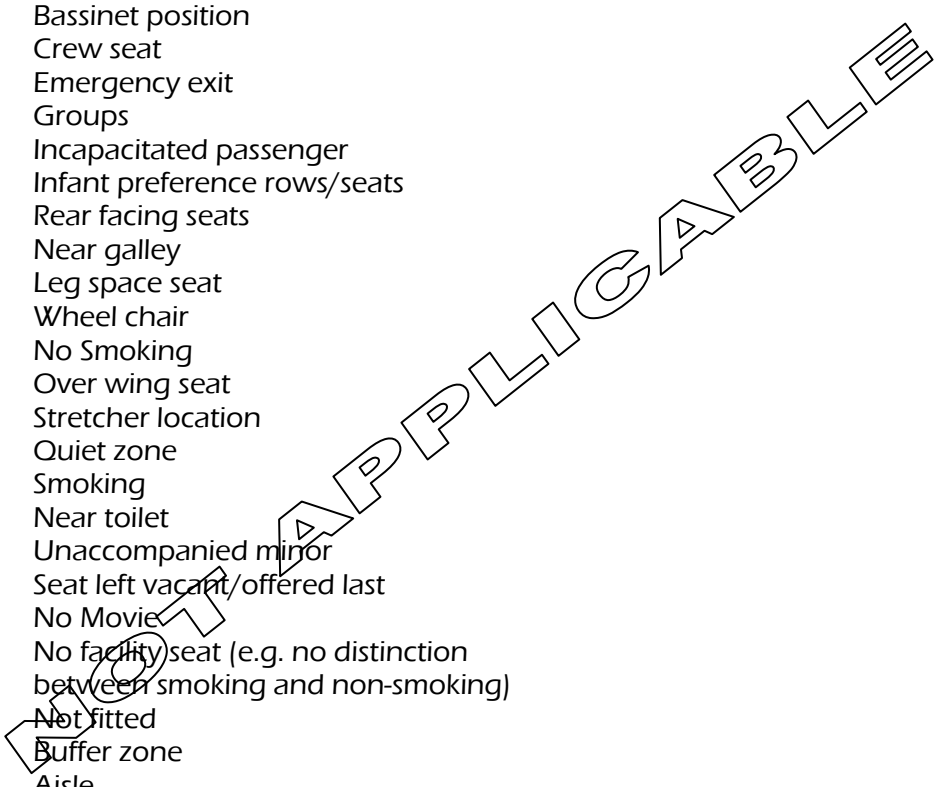 Bassinet position
Crew seat
Emergency exit
Groups
Incapacitated passenger
Infant preference rows/seats
Rear facing seats
Near galley
Leg space seat
Wheel chair
No Smoking
Over wing seat
Stretcher location
Quiet zone
Smoking
Near toilet
Unaccompanied minor
Seat left vacant/offered last
No Movie
No facility seat (e.g. no distinction
between smoking and non-smoking)
Not fitted
Buffer zone
Aisle
NOT APPLICABLE